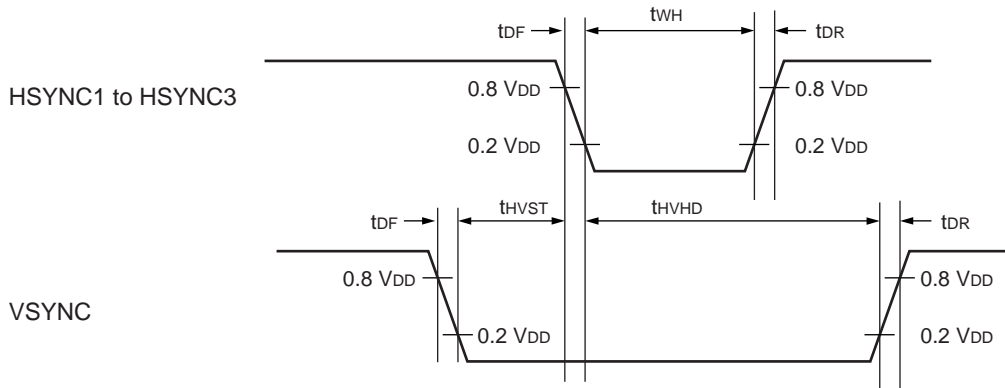 tWH
tDF
tDR
HSYNC1 to HSYNC3
0.8 VDD
0.8 VDD
0.2 VDD
0.2 VDD
tDF
tHVST
tHVHD
tDR
0.8 VDD
0.8 VDD
VSYNC
0.2 VDD
0.2 VDD